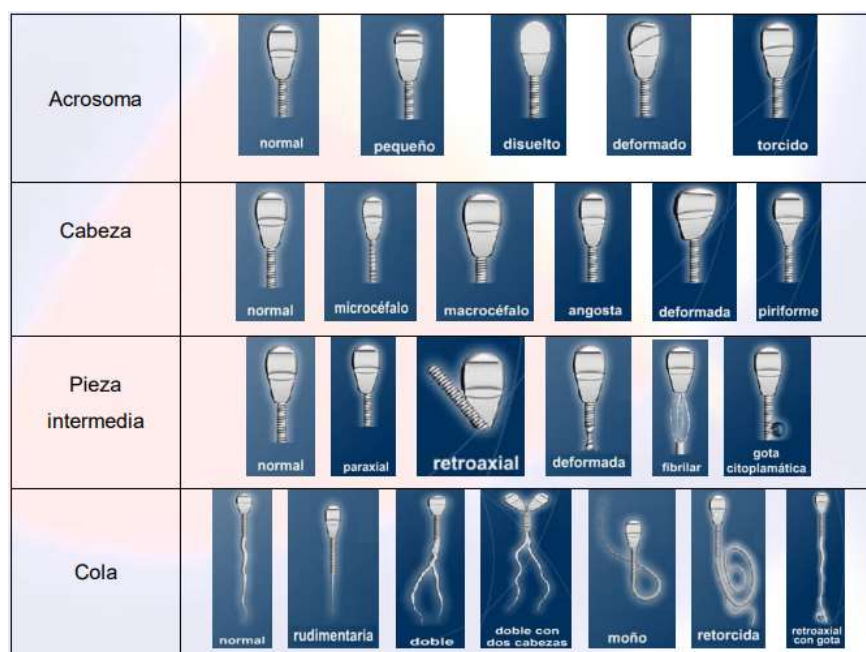 Acrosoma
normal
pequeño
disuelto
deformado
torcido
Cabeza
normal
microcéfalo
macrocéfalo
angosta
deformada
piriforme
Pieza
intermedia
normal
paraxial
retroaxial
deformada
fibrilar
gota
citoplamática
Cola
normal
rudimentaria
doble
doble con
dos cabezas
moño
retorcida
retroaxial
con gota